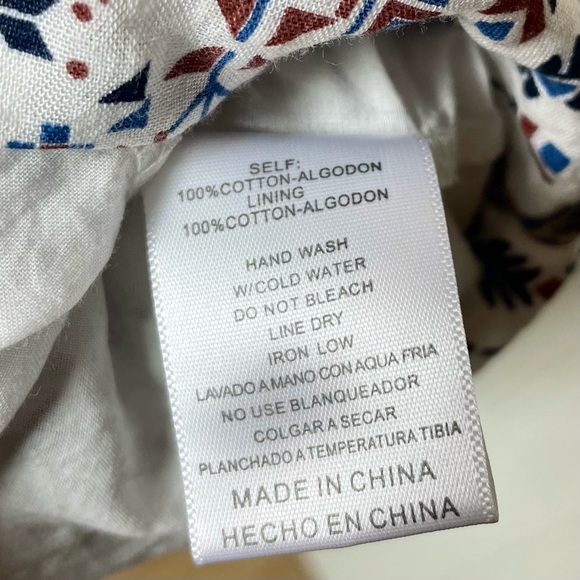 SELF:
100%COTTON-ALGODON
LINING
100%COTTON-ALGODON
HAND WASH
W/COLD WATER
DO NOT BLEACH
LINE DRY
IRON LOW
LAVADO A MANO CON AQUA FRIA
NO USE BLANQUEADOR
COLGAR A SECAR
PLANCHADO A TEMPERATURA TIBIA
MADE IN CHINA
HECHO EN CHINA